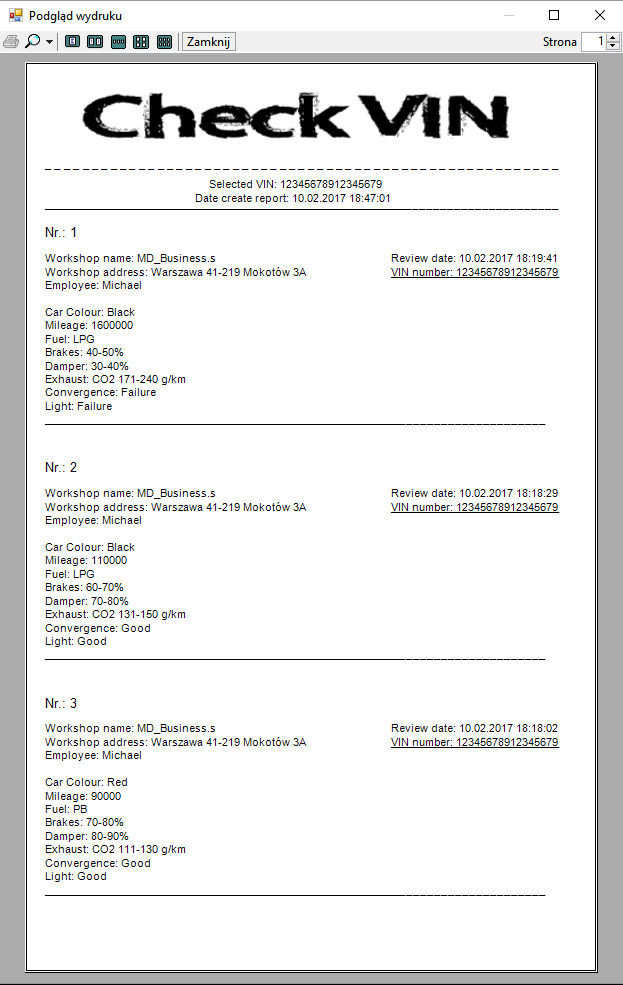 Podgląd wydruku
Zamknij
Strona 1
Check VIN
Selected VIN: 12345678912345679
Date create report: 10.02.2017 18:47:01
Nr.: 1
Workshop name: MD_Business.s Review date: 10.02.2017 18:19:41
Workshop address: Warszawa 41-219 Mokotów 3A VIN number: 12345678912345679
Employee: Michael
Car Colour: Black
Mileage: 1600000
Fuel: LPG
Brakes: 40-50%
Damper: 30-40%
Exhaust: CO2 171-240 g/km
Convergence: Failure
Light: Failure
Nr.: 2
Workshop name: MD_Business.s Review date: 10.02.2017 18:18:29
Workshop address: Warszawa 41-219 Mokotów 3A VIN number: 12345678912345679
Employee: Michael
Car Colour: Black
Mileage: 110000
Fuel: LPG
Brakes: 60-70%
Damper: 70-80%
Exhaust: CO2 131-150 g/km
Convergence: Good
Light: Good
Nr.: 3
Workshop name: MD_Business.s Review date: 10.02.2017 18:18:02
Workshop address: Warszawa 41-219 Mokotów 3A VIN number: 12345678912345679
Employee: Michael
Car Colour: Red
Mileage: 90000
Fuel: PB
Brakes: 70-80%
Damper: 80-90%
Exhaust: CO2 111-130 g/km
Convergence: Good
Light: Good